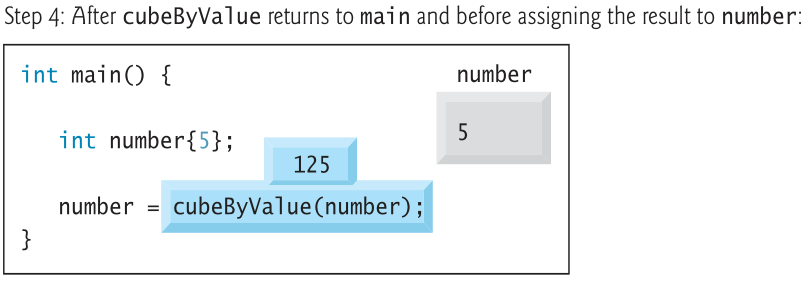 Step 4: After cubeByValue returns to main and before assigning the result to number:
int main() {
number
int number{5};
5
125
number = cubeByValue(number);
}